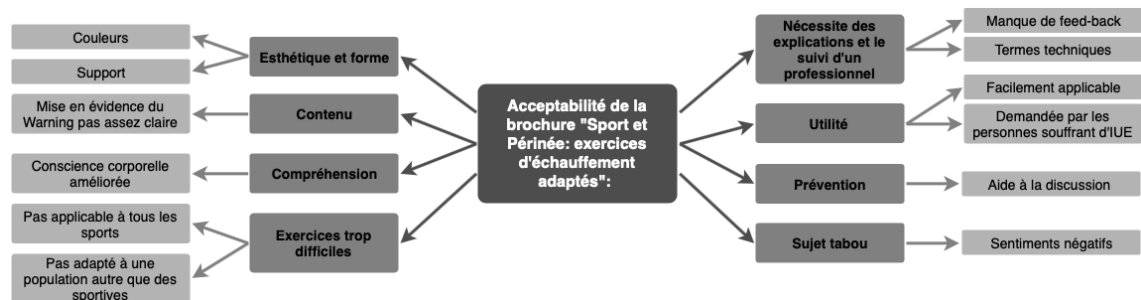 Couleurs
Support
Mise en évidence du
Warning pas assez claire
Conscience corporelle
améliorée
Pas applicable à tous les
sports
Pas adapté à une
population autre que des
sportives
Esthétique et forme
Contenu
Compréhension
Exercices trop
difficiles
Acceptabilité de la
brochure "Sport et
Périnée: exercices
d'échauffement
adaptés":
Nécessite des
explications et le
suivi d'un
professionnel
Utilité
Prévention
Sujet tabou
Manque de feed-back
Termes techniques
Facilement applicable
Demandée par les
personnes souffrant d'IUE
Aide à la discussion
Sentiments négatifs